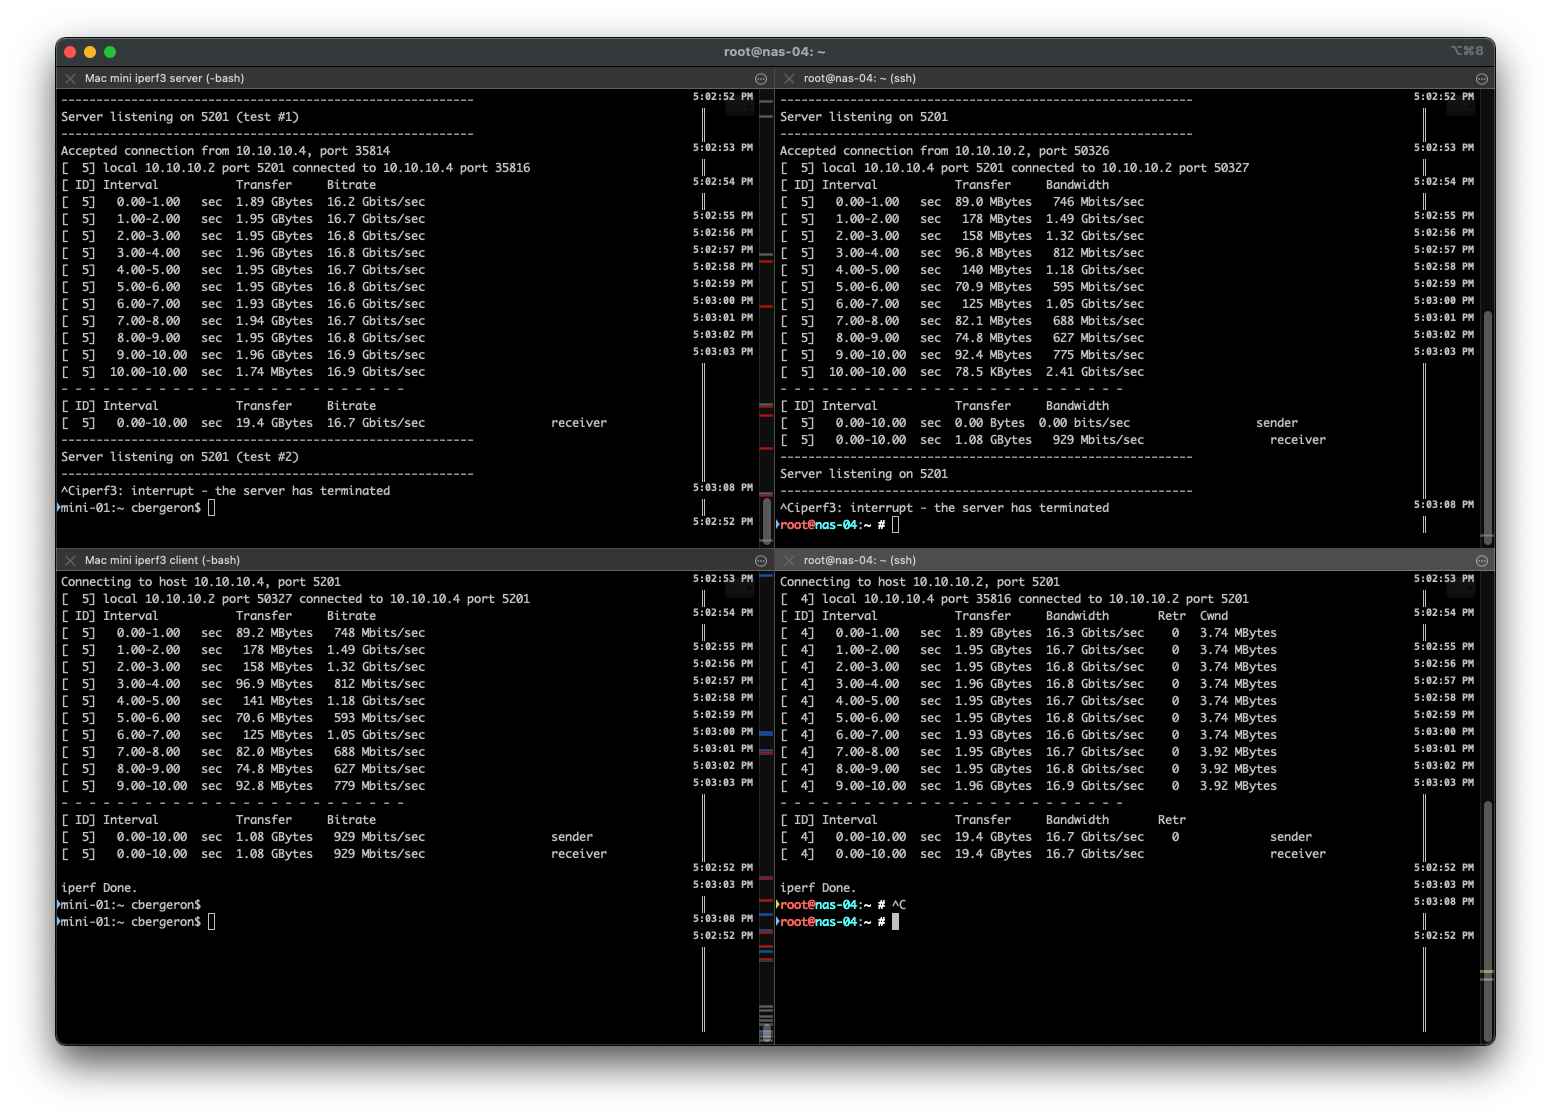 root@nas-04: ~
⌥⌘8
Mac mini iperf3 server (-bash)
-----------------------------------------------------------
Server listening on 5201 (test #1)
-----------------------------------------------------------
Accepted connection from 10.10.10.4, port 35814
[  5] local 10.10.10.2 port 5201 connected to 10.10.10.4 port 35816
[ ID] Interval           Transfer     Bitrate
[  5]   0.00-1.00   sec  1.89 GBytes  16.2 Gbits/sec
[  5]   1.00-2.00   sec  1.95 GBytes  16.7 Gbits/sec
[  5]   2.00-3.00   sec  1.95 GBytes  16.8 Gbits/sec
[  5]   3.00-4.00   sec  1.96 GBytes  16.8 Gbits/sec
[  5]   4.00-5.00   sec  1.95 GBytes  16.7 Gbits/sec
[  5]   5.00-6.00   sec  1.95 GBytes  16.8 Gbits/sec
[  5]   6.00-7.00   sec  1.93 GBytes  16.6 Gbits/sec
[  5]   7.00-8.00   sec  1.94 GBytes  16.7 Gbits/sec
[  5]   8.00-9.00   sec  1.95 GBytes  16.8 Gbits/sec
[  5]   9.00-10.00  sec  1.96 GBytes  16.9 Gbits/sec
[  5]  10.00-10.00  sec  1.74 MBytes  16.9 Gbits/sec
- - - - - - - - - - - - - - - - - - - - - - - - -
[ ID] Interval           Transfer     Bitrate
[  5]   0.00-10.00  sec  19.4 GBytes  16.7 Gbits/sec                  receiver
-----------------------------------------------------------
Server listening on 5201 (test #2)
-----------------------------------------------------------
^Ciperf3: interrupt - the server has terminated
mini-01:~ cbergeron$
5:02:52 PM
5:02:53 PM
5:02:54 PM
5:02:55 PM
5:02:56 PM
5:02:57 PM
5:02:58 PM
5:02:59 PM
5:03:00 PM
5:03:01 PM
5:03:02 PM
5:03:03 PM
5:03:08 PM
5:02:52 PM
root@nas-04: ~ (ssh)
-----------------------------------------------------------
Server listening on 5201
-----------------------------------------------------------
Accepted connection from 10.10.10.2, port 50326
[  5] local 10.10.10.4 port 5201 connected to 10.10.10.2 port 50327
[ ID] Interval           Transfer     Bandwidth
[  5]   0.00-1.00   sec  89.0 MBytes   746 Mbits/sec
[  5]   1.00-2.00   sec   178 MBytes  1.49 Gbits/sec
[  5]   2.00-3.00   sec   158 MBytes  1.32 Gbits/sec
[  5]   3.00-4.00   sec  96.8 MBytes   812 Mbits/sec
[  5]   4.00-5.00   sec   140 MBytes  1.18 Gbits/sec
[  5]   5.00-6.00   sec  70.9 MBytes   595 Mbits/sec
[  5]   6.00-7.00   sec   125 MBytes  1.05 Gbits/sec
[  5]   7.00-8.00   sec  82.1 MBytes   688 Mbits/sec
[  5]   8.00-9.00   sec  74.8 MBytes   627 Mbits/sec
[  5]   9.00-10.00  sec  92.4 MBytes   775 Mbits/sec
[  5]  10.00-10.00  sec  78.5 KBytes  2.41 Gbits/sec
- - - - - - - - - - - - - - - - - - - - - - - - -
[ ID] Interval           Transfer     Bandwidth
[  5]   0.00-10.00  sec  0.00 Bytes  0.00 bits/sec                  sender
[  5]   0.00-10.00  sec  1.08 GBytes   929 Mbits/sec                  receiver
-----------------------------------------------------------
Server listening on 5201
-----------------------------------------------------------
^Ciperf3: interrupt - the server has terminated
root@nas-04:~ #
5:02:52 PM
5:02:53 PM
5:02:54 PM
5:02:55 PM
5:02:56 PM
5:02:57 PM
5:02:58 PM
5:02:59 PM
5:03:00 PM
5:03:01 PM
5:03:02 PM
5:03:03 PM
5:03:08 PM
Mac mini iperf3 client (-bash)
Connecting to host 10.10.10.4, port 5201
[  5] local 10.10.10.2 port 50327 connected to 10.10.10.4 port 5201
[ ID] Interval           Transfer     Bitrate
[  5]   0.00-1.00   sec  89.2 MBytes   748 Mbits/sec
[  5]   1.00-2.00   sec   178 MBytes  1.49 Gbits/sec
[  5]   2.00-3.00   sec   158 MBytes  1.32 Gbits/sec
[  5]   3.00-4.00   sec  96.9 MBytes   812 Mbits/sec
[  5]   4.00-5.00   sec   141 MBytes  1.18 Gbits/sec
[  5]   5.00-6.00   sec  70.6 MBytes   593 Mbits/sec
[  5]   6.00-7.00   sec   125 MBytes  1.05 Gbits/sec
[  5]   7.00-8.00   sec  82.0 MBytes   688 Mbits/sec
[  5]   8.00-9.00   sec  74.8 MBytes   627 Mbits/sec
[  5]   9.00-10.00  sec  92.8 MBytes   779 Mbits/sec
- - - - - - - - - - - - - - - - - - - - - - - - -
[ ID] Interval           Transfer     Bitrate
[  5]   0.00-10.00  sec  1.08 GBytes   929 Mbits/sec                  sender
[  5]   0.00-10.00  sec  1.08 GBytes   929 Mbits/sec                  receiver
iperf Done.
mini-01:~ cbergeron$
mini-01:~ cbergeron$
5:02:53 PM
5:02:54 PM
5:02:55 PM
5:02:56 PM
5:02:57 PM
5:02:58 PM
5:02:59 PM
5:03:00 PM
5:03:01 PM
5:03:02 PM
5:03:03 PM
5:02:52 PM
5:03:03 PM
5:03:08 PM
5:02:52 PM
root@nas-04: ~ (ssh)
Connecting to host 10.10.10.2, port 5201
[  4] local 10.10.10.4 port 35816 connected to 10.10.10.2 port 5201
[ ID] Interval           Transfer     Bandwidth       Retr  Cwnd
[  4]   0.00-1.00   sec  1.89 GBytes  16.3 Gbits/sec    0   3.74 MBytes
[  4]   1.00-2.00   sec  1.95 GBytes  16.7 Gbits/sec    0   3.74 MBytes
[  4]   2.00-3.00   sec  1.95 GBytes  16.8 Gbits/sec    0   3.74 MBytes
[  4]   3.00-4.00   sec  1.96 GBytes  16.8 Gbits/sec    0   3.74 MBytes
[  4]   4.00-5.00   sec  1.95 GBytes  16.7 Gbits/sec    0   3.74 MBytes
[  4]   5.00-6.00   sec  1.95 GBytes  16.8 Gbits/sec    0   3.74 MBytes
[  4]   6.00-7.00   sec  1.93 GBytes  16.6 Gbits/sec    0   3.74 MBytes
[  4]   7.00-8.00   sec  1.95 GBytes  16.7 Gbits/sec    0   3.92 MBytes
[  4]   8.00-9.00   sec  1.95 GBytes  16.8 Gbits/sec    0   3.92 MBytes
[  4]   9.00-10.00  sec  1.96 GBytes  16.9 Gbits/sec    0   3.92 MBytes
- - - - - - - - - - - - - - - - - - - - - - - - -
[ ID] Interval           Transfer     Bandwidth       Retr
[  4]   0.00-10.00  sec  19.4 GBytes  16.7 Gbits/sec    0             sender
[  4]   0.00-10.00  sec  19.4 GBytes  16.7 Gbits/sec                  receiver
iperf Done.
root@nas-04:~ # ^C
root@nas-04:~ #
5:02:53 PM
5:02:54 PM
5:02:55 PM
5:02:56 PM
5:02:57 PM
5:02:58 PM
5:02:59 PM
5:03:00 PM
5:03:01 PM
5:03:02 PM
5:03:03 PM
5:02:52 PM
5:03:03 PM
5:03:08 PM
5:02:52 PM